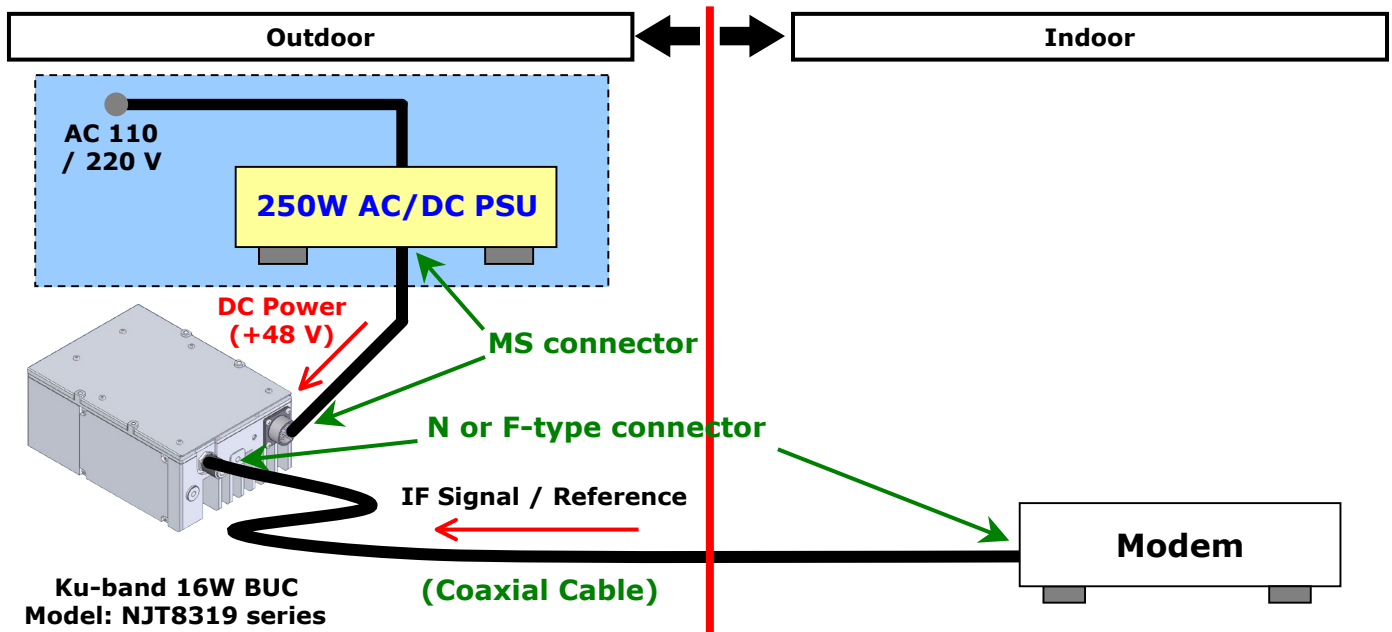 Outdoor
Indoor
AC 110
/ 220 V
250W AC/DC PSU
DC Power
(+48 V)
MS connector
N or F-type connector
IF Signal / Reference
Modem
(Coaxial Cable)
Ku-band 16W BUC
Model: NJT8319 series